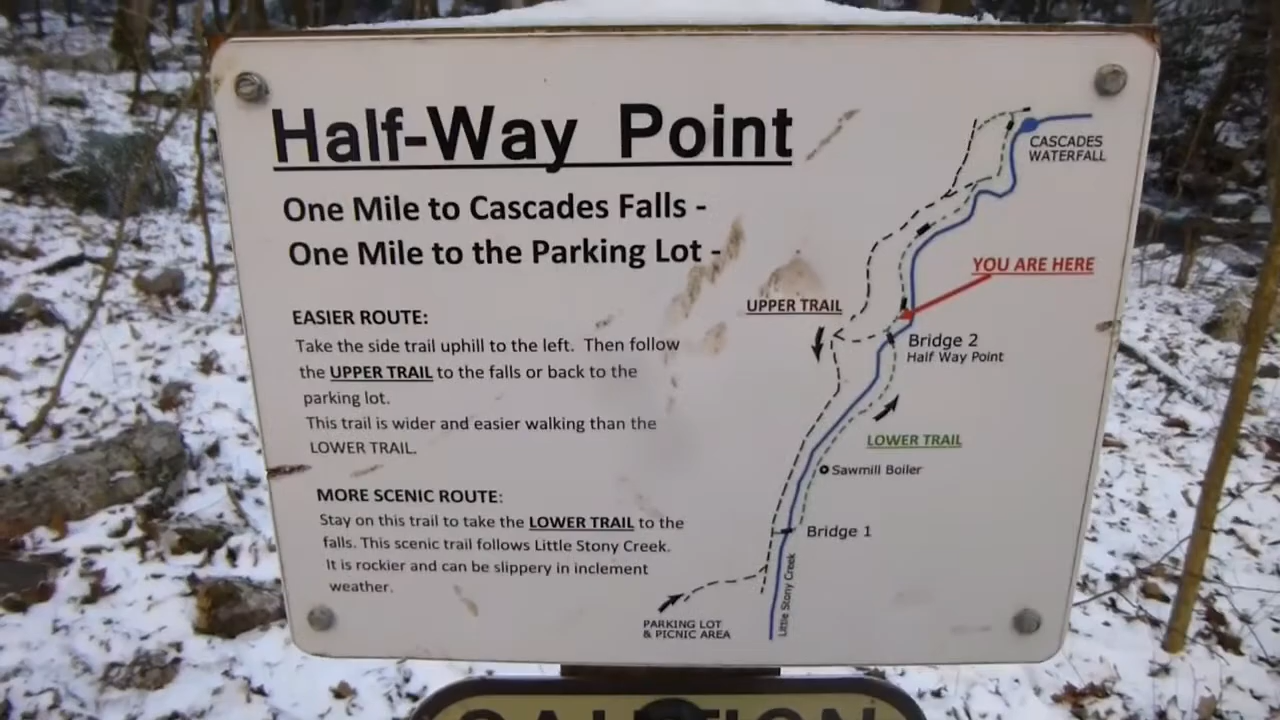 Half-Way Point
One Mile to Cascades Falls -
One Mile to the Parking Lot -
EASIER ROUTE:
Take the side trail uphill to the left. Then follow
the UPPER TRAIL to the falls or back to the
parking lot.
This trail is wider and easier walking than the
LOWER TRAIL.
MORE SCENIC ROUTE:
Stay on this trail to take the LOWER TRAIL to the
falls. This scenic trail follows Little Stony Creek.
It is rockier and can be slippery in inclement
weather.
CASCADES
WATERFALL
YOU ARE HERE
UPPER TRAIL
Bridge 2
Half Way Point
LOWER TRAIL
Sawmill Boiler
Bridge 1
Little Stony Creek
PARKING LOT
& PICNIC AREA
CAUTION